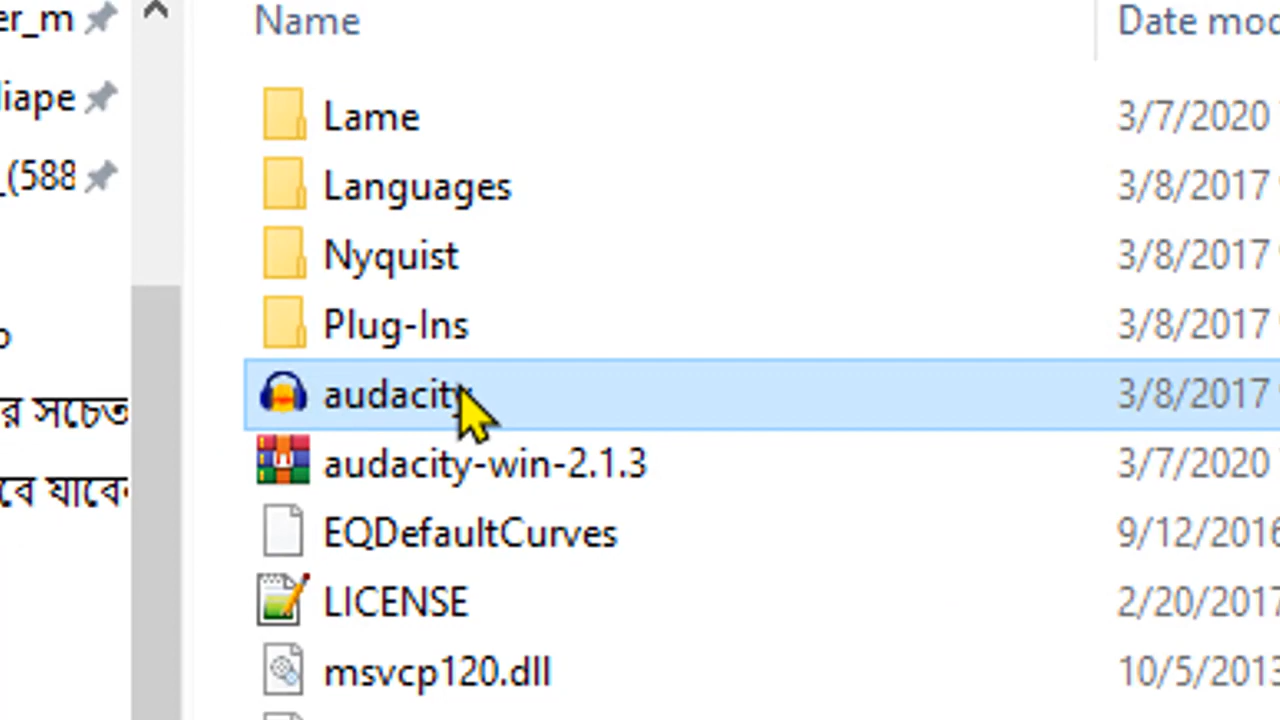 er_m
liape
_(588
র সচেত
বে যাবে
Name
Date mod
Lame
3/7/2020
Languages
3/8/2017
Nyquist
3/8/2017
Plug-Ins
3/8/2017
audacity
3/8/2017
audacity-win-2.1.3
3/7/2020
EQDefaultCurves
9/12/2016
LICENSE
2/20/2017
msvcp120.dll
10/5/2013